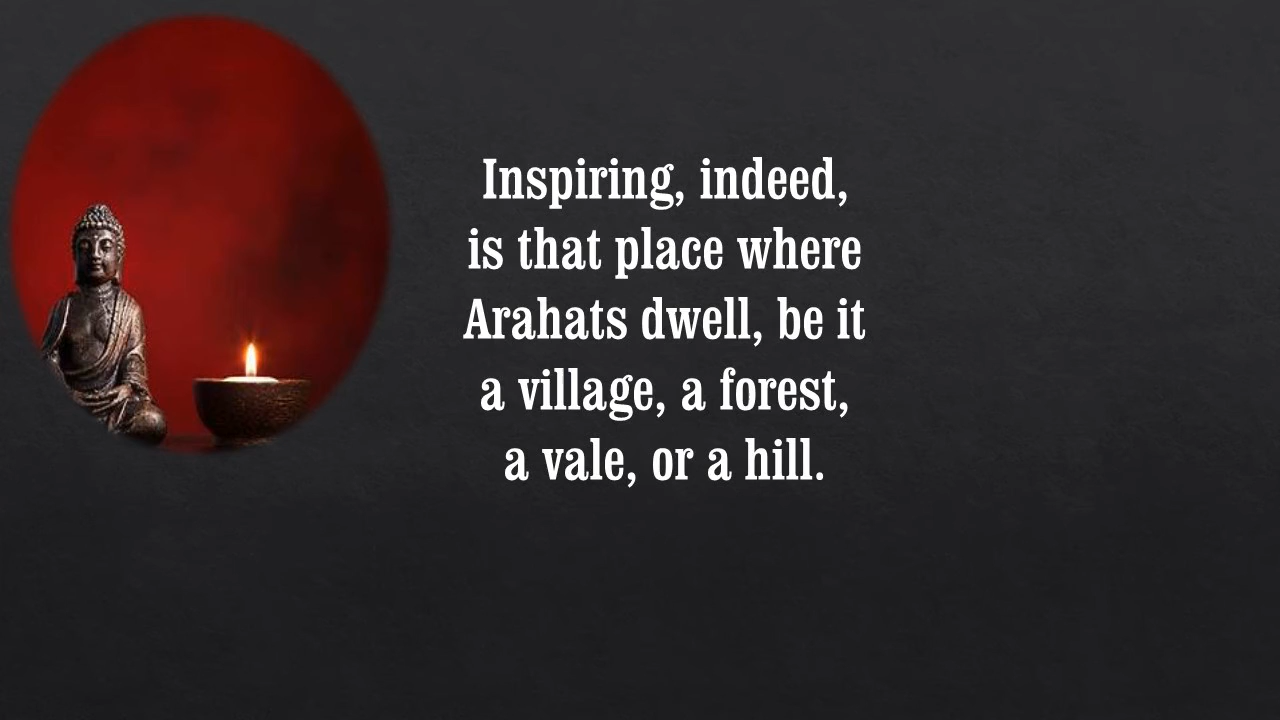 Inspiring, indeed,
is that place where
Arahats dwell, be it
a village, a forest,
a vale, or a hill.